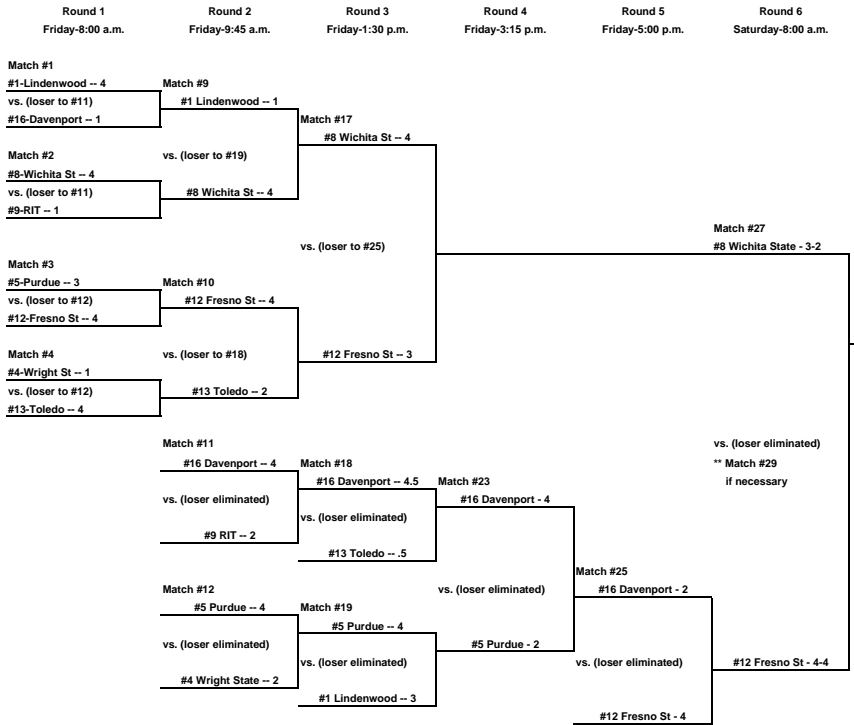 Round 1 Round 2 Round 3 Round 4 Round 5 Round 6
Friday-8:00 a.m. Friday-9:45 a.m. Friday-1:30 p.m. Friday-3:15 p.m. Friday-5:00 p.m. Saturday-8:00 a.m.
Match #1
#1-Lindenwood -- 4 Match #9
vs. (loser to #11) #1 Lindenwood -- 1
#16-Davenport -- 1 Match #17
#8 Wichita St -- 4
Match #2 vs. (loser to #19)
#8-Wichita St -- 4
vs. (loser to #11) #8 Wichita St -- 4
#9-RIT -- 1
Match #27
vs. (loser to #25) #8 Wichita State - 3-2
Match #3
#5-Purdue -- 3 Match #10
vs. (loser to #12) #12 Fresno St -- 4
#12-Fresno St -- 4
Match #4 vs. (loser to #18) #12 Fresno St -- 3
#4-Wright St -- 1
vs. (loser to #12) #13 Toledo -- 2
#13-Toledo -- 4
Match #11 vs. (loser eliminated)
#16 Davenport -- 4 Match #18 ** Match #29
#16 Davenport -- 4.5 Match #23 if necessary
vs. (loser eliminated) #16 Davenport - 4
vs. (loser eliminated)
#9 RIT -- 2
#13 Toledo -- .5
Match #25
Match #12 vs. (loser eliminated) #16 Davenport - 2
#5 Purdue -- 4 Match #19
#5 Purdue -- 4
vs. (loser eliminated) #5 Purdue - 2
vs. (loser eliminated) vs. (loser eliminated) #12 Fresno St - 4-4
#4 Wright State -- 2
#1 Lindenwood -- 3
#12 Fresno St - 4